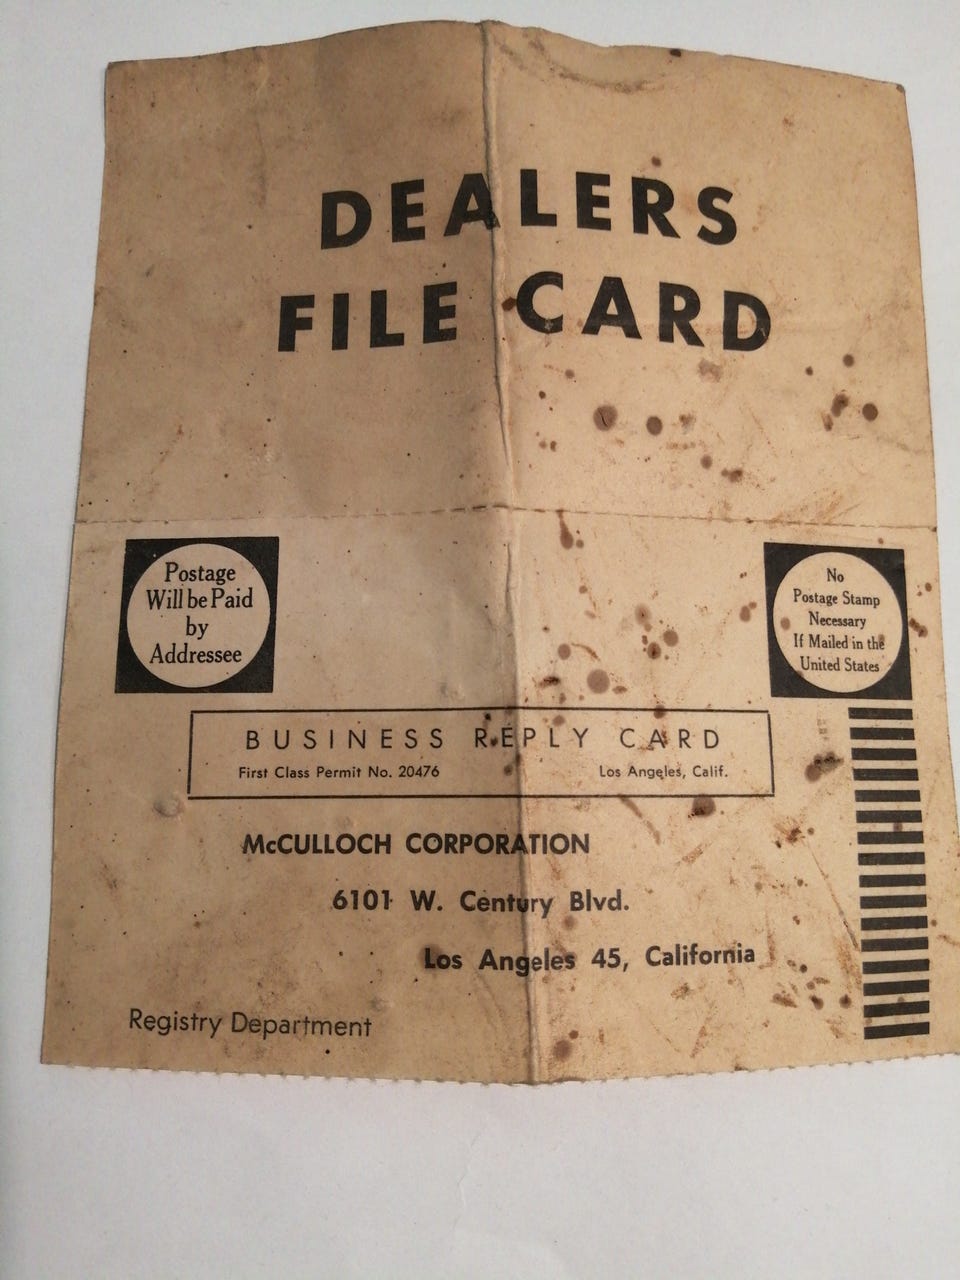 DEALERS
FILE CARD
Postage
Will be Paid
by
Addressee
No
Postage Stamp
Necessary
If Mailed in the
United States
BUSINESS REPLY CARD
First Class Permit No. 20476 Los Angeles, Calif.
McCULLOCH CORPORATION
6101 W. Century Blvd.
Los Angeles 45, California
Registry Department